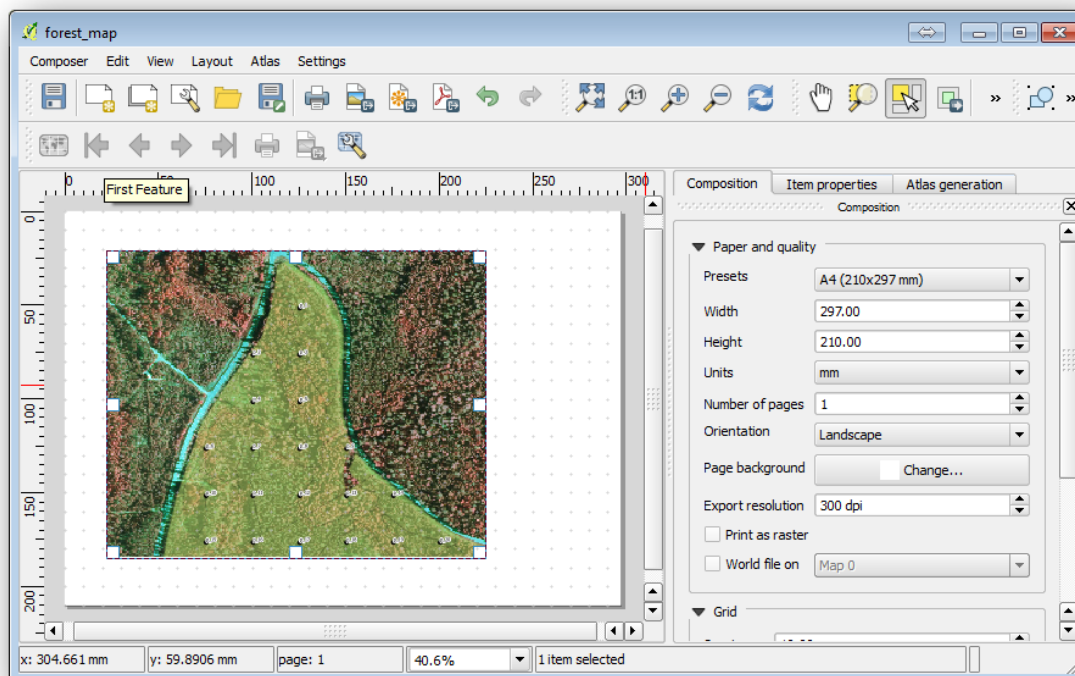 forest_map
Composer Edit View Layout Atlas Settings
1:1
» »
First Feature
0 50 100 150 200 250 300
0
50
100
150
200
Composition Item properties Atlas generation
Composition
Paper and quality
Presets A4 (210x297 mm)
Width 297.00
Height 210.00
Units mm
Number of pages 1
Orientation Landscape
Page background Change...
Export resolution 300 dpi
Print as raster
World file on Map 0
Grid
x: 304.661 mm y: 59.8906 mm page: 1 40.6% 1 item selected